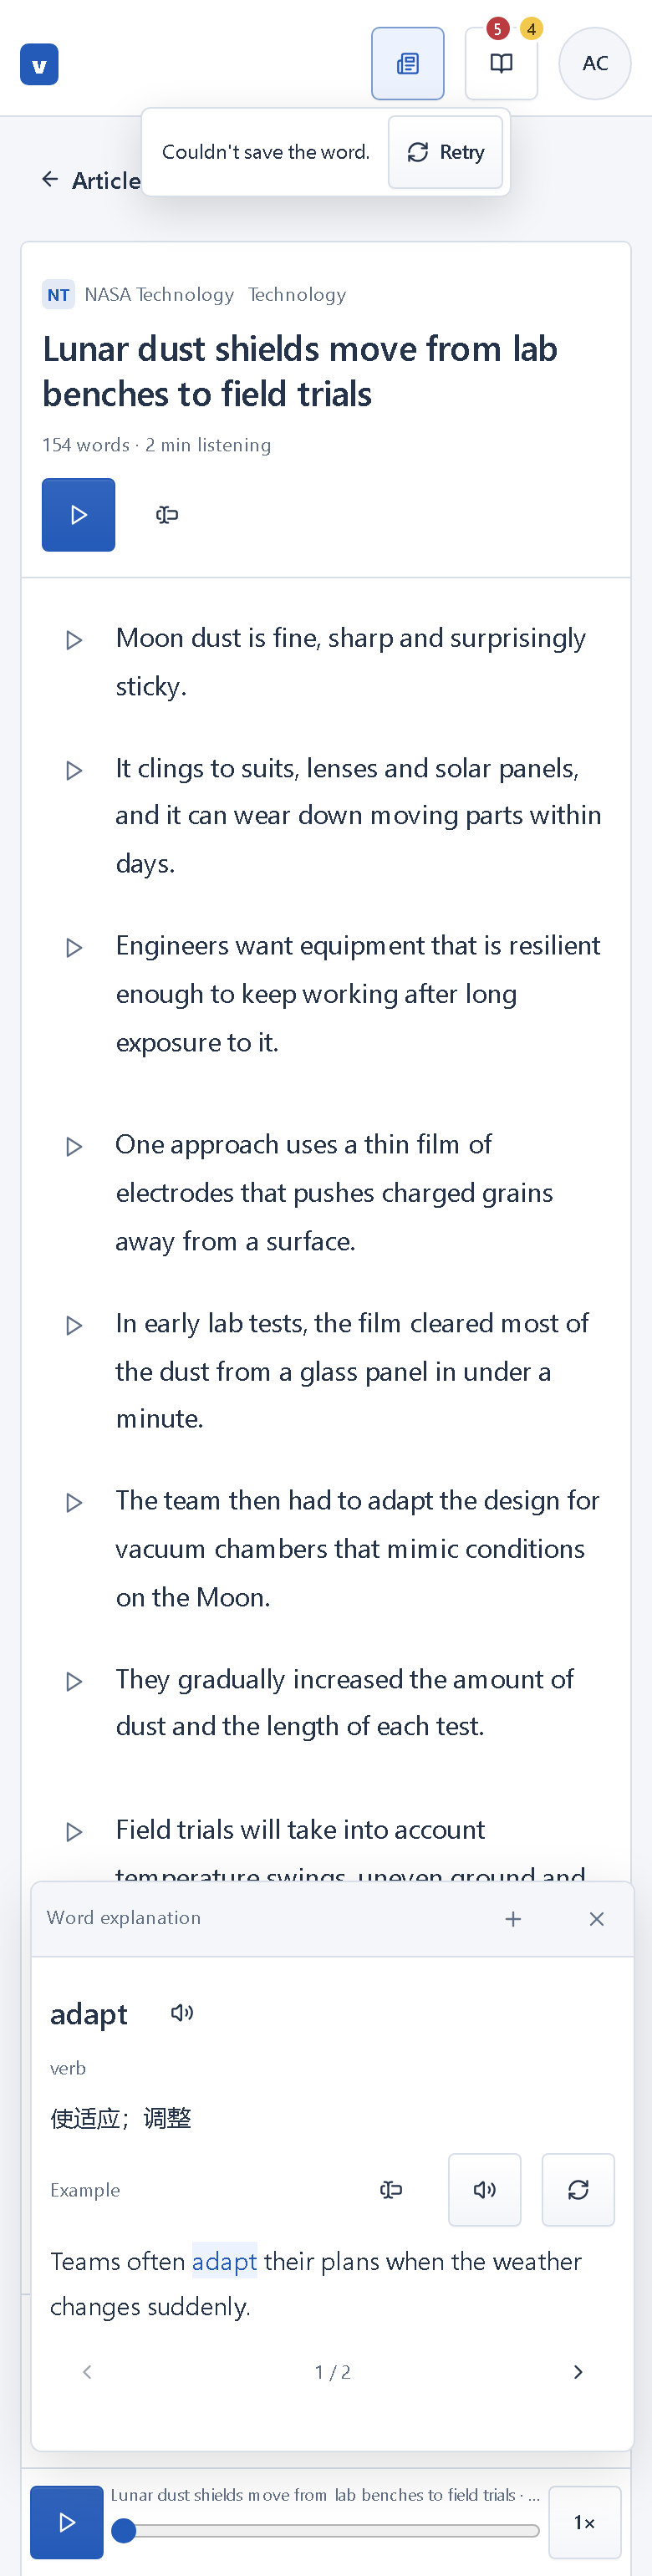 v
5
4
AC
Couldn't save the word.
Retry
Article
NT NASA Technology Technology
Lunar dust shields move from lab
benches to field trials
154 words · 2 min listening
Moon dust is fine, sharp and surprisingly
sticky.
It clings to suits, lenses and solar panels,
and it can wear down moving parts within
days.
Engineers want equipment that is resilient
enough to keep working after long
exposure to it.
One approach uses a thin film of
electrodes that pushes charged grains
away from a surface.
In early lab tests, the film cleared most of
the dust from a glass panel in under a
minute.
The team then had to adapt the design for
vacuum chambers that mimic conditions
on the Moon.
They gradually increased the amount of
dust and the length of each test.
Field trials will take into account
temperature swings, uneven ground and
Word explanation
adapt
verb
使适应；调整
Example
Teams often adapt their plans when the weather
changes suddenly.
1 / 2
Lunar dust shields move from lab benches to field trials · ...
1×